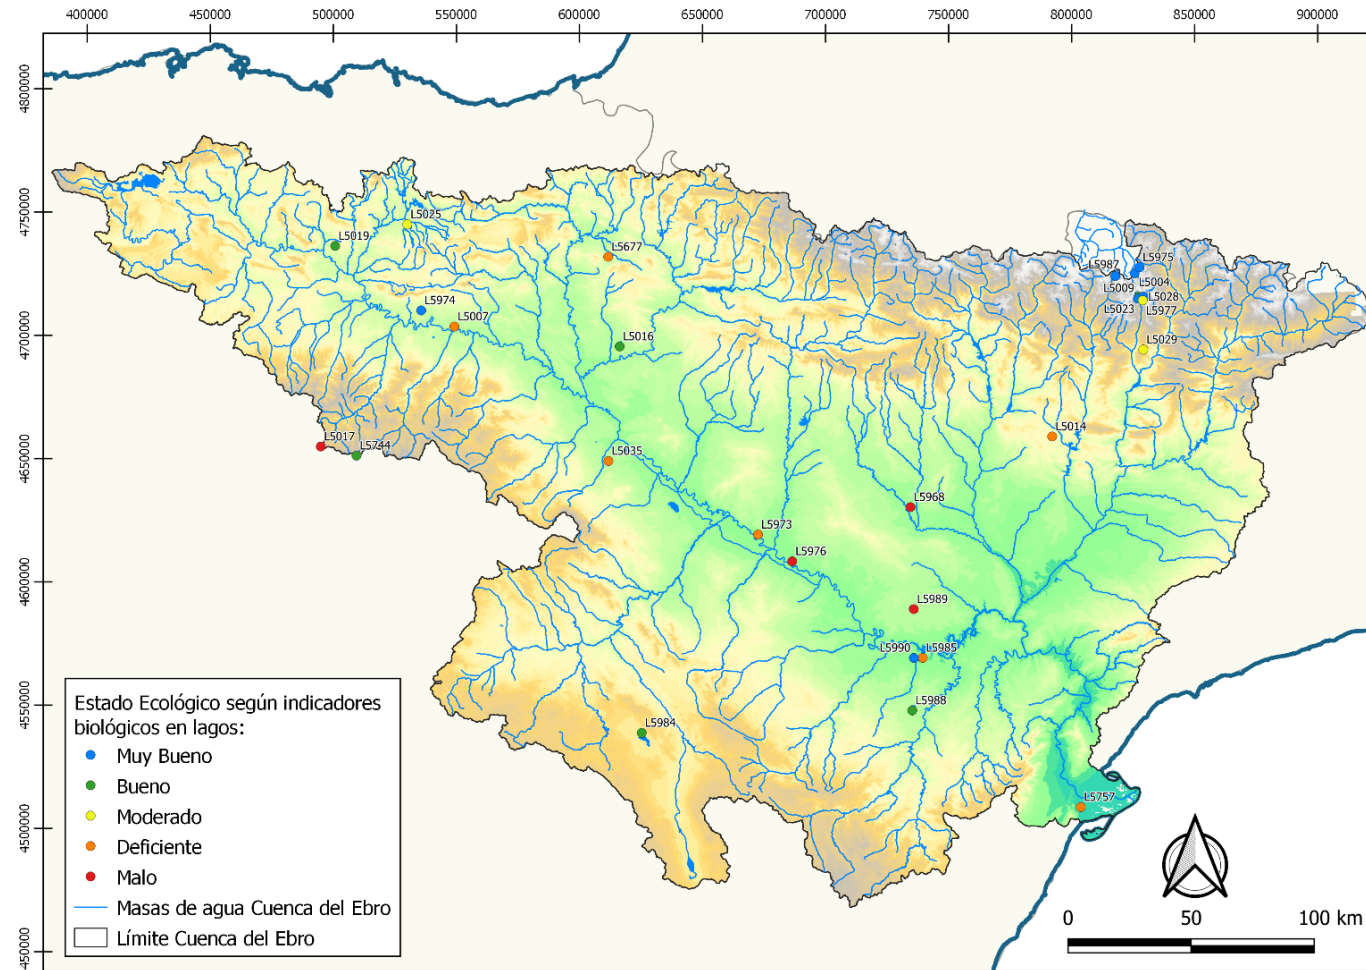 400000 450000 500000 550000 600000 650000 700000 750000 800000 850000 900000
4800000
4750000
4700000
4650000
4600000
4550000
4500000
450000
L5025
L5019
L5677
L5987
L5975
L5009
L5004
L5023
L5028
L5977
L5974
L5007
L5016
L5029
L5017
L5744
L5035
L5014
L5968
L5973
L5976
L5989
L5990
L5985
L5988
L5984
L5757
Estado Ecológico según indicadores
biológicos en lagos:
Muy Bueno
Bueno
Moderado
Deficiente
Malo
Masas de agua Cuenca del Ebro
Límite Cuenca del Ebro
0 50 100 km